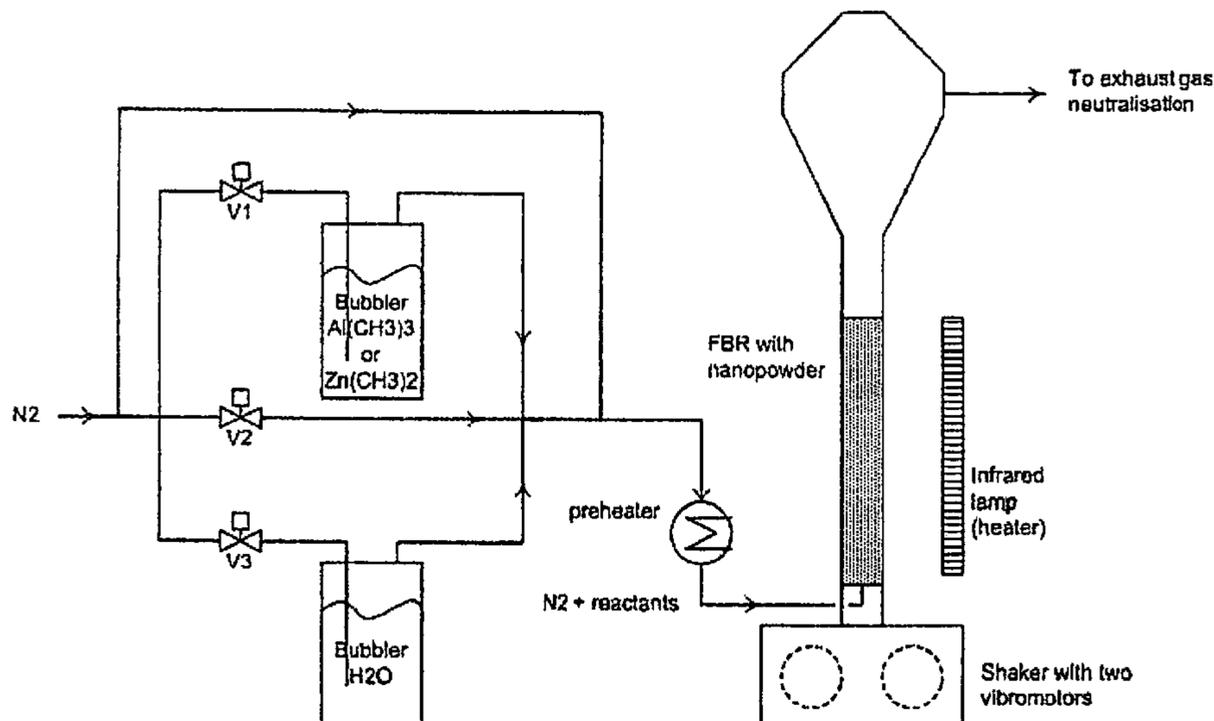 To exhaust gas
neutralisation
V1
Bubbler
Al(CH3)3
or
Zn(CH3)2
FBR with
nanopowder
N2
V2
Infrared
lamp
(heater)
preheater
V3
N2 + reactants
Bubbler
H2O
Shaker with two
vibromotors